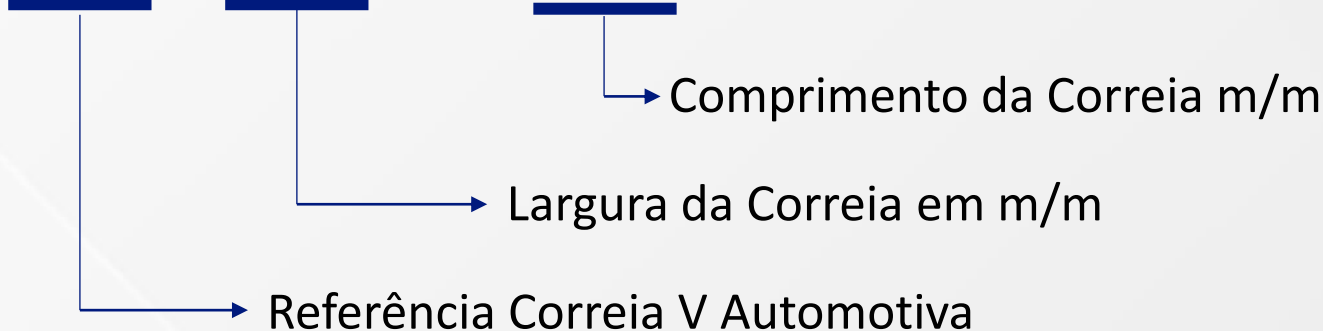 Comprimento da Correia m/m
Largura da Correia em m/m
Referência Correia V Automotiva